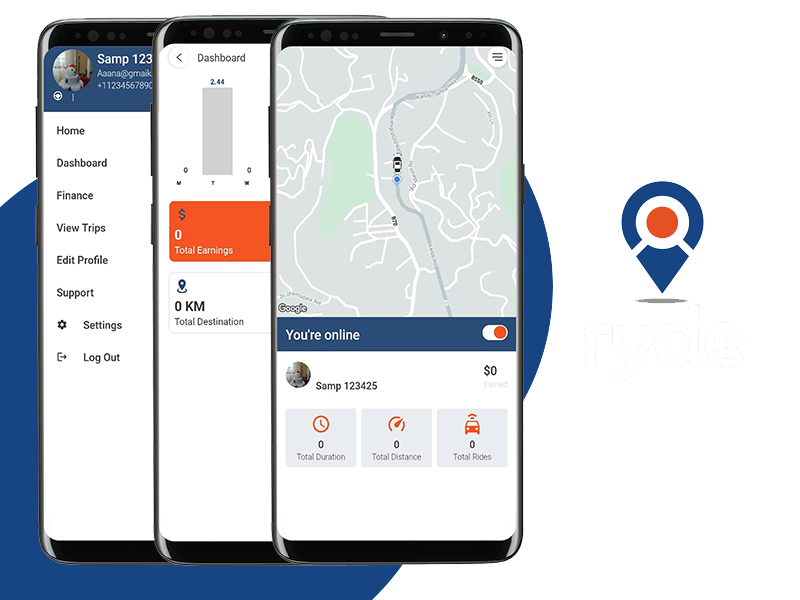 Samp 123
Aaana@gmaik
+11234567890
Home
Dashboard
Finance
View Trips
Edit Profile
Support
Settings
Log Out
Dashboard
2.44
0
0
M
T
W
$
0
Total Earnings
0 KM
Total Destination
B550
B70
Google
You're online
Samp 123425
$0
Earned
0
Total Duration
0
Total Distance
0
Total Rides
ryde